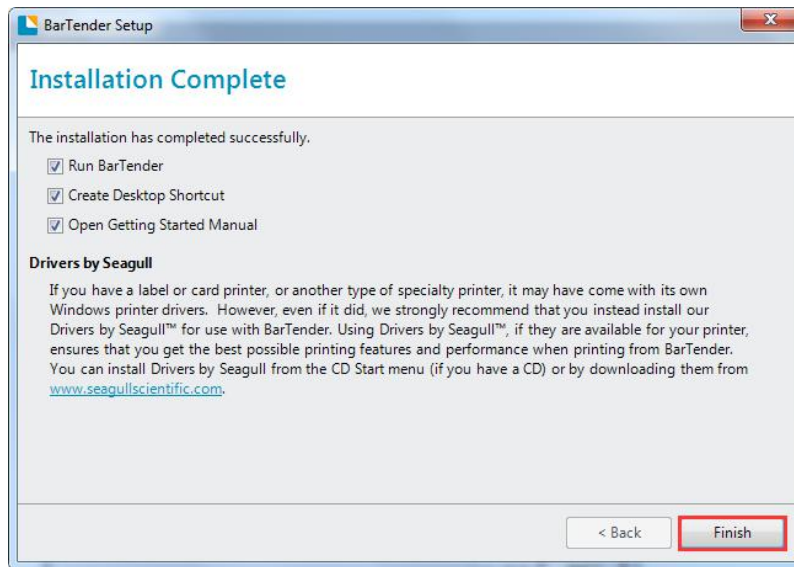 BarTender Setup
Installation Complete
The installation has completed successfully.
Run BarTender
Create Desktop Shortcut
Open Getting Started Manual
Drivers by Seagull
If you have a label or card printer, or another type of specialty printer, it may have come with its own
Windows printer drivers.  However, even if it did, we strongly recommend that you instead install our
Drivers by Seagull™ for use with BarTender. Using Drivers by Seagull™, if they are available for your printer,
ensures that you get the best possible printing features and performance when printing from BarTender.
You can install Drivers by Seagull from the CD Start menu (if you have a CD) or by downloading them from
www.seagullscientific.com.
< Back
Finish